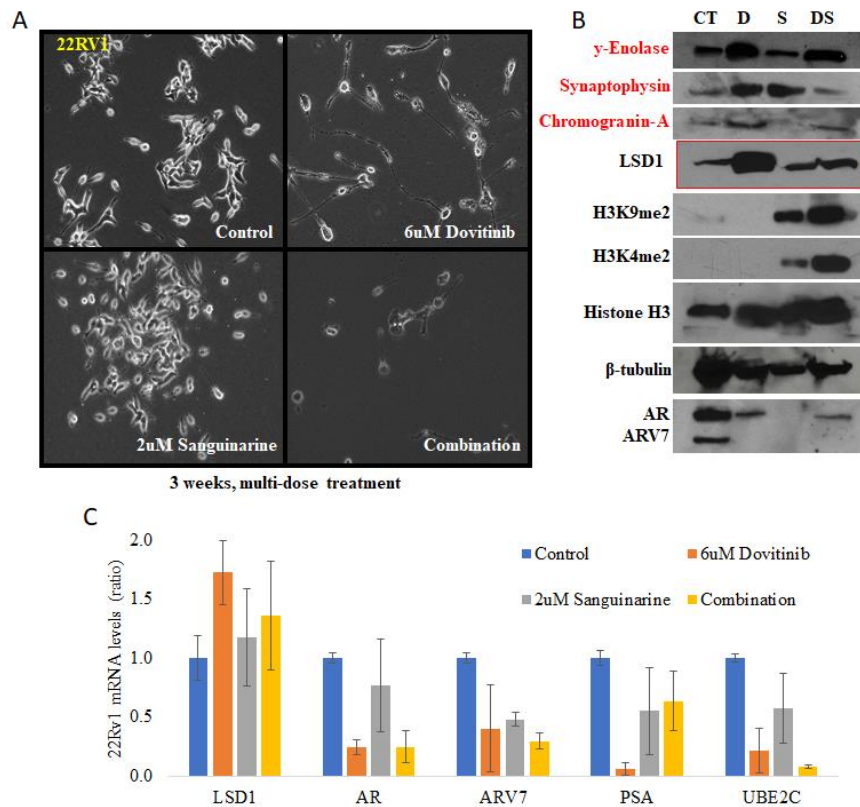 A
22RV1
Control
6uM Dovitinib
2uM Sanguinarine
Combination
3 weeks, multi-dose treatment
B
CT D S DS
y-Enolase
Synaptophysin
Chromogranin-A
LSD1
H3K9me2
H3K4me2
Histone H3
β-tubulin
AR
ARV7
C
22Rv1 mRNA levels (ratio)
2.0
1.5
1.0
0.5
0.0
Control
6uM Dovitinib
2uM Sanguinarine
Combination
LSD1 AR ARV7 PSA UBE2C